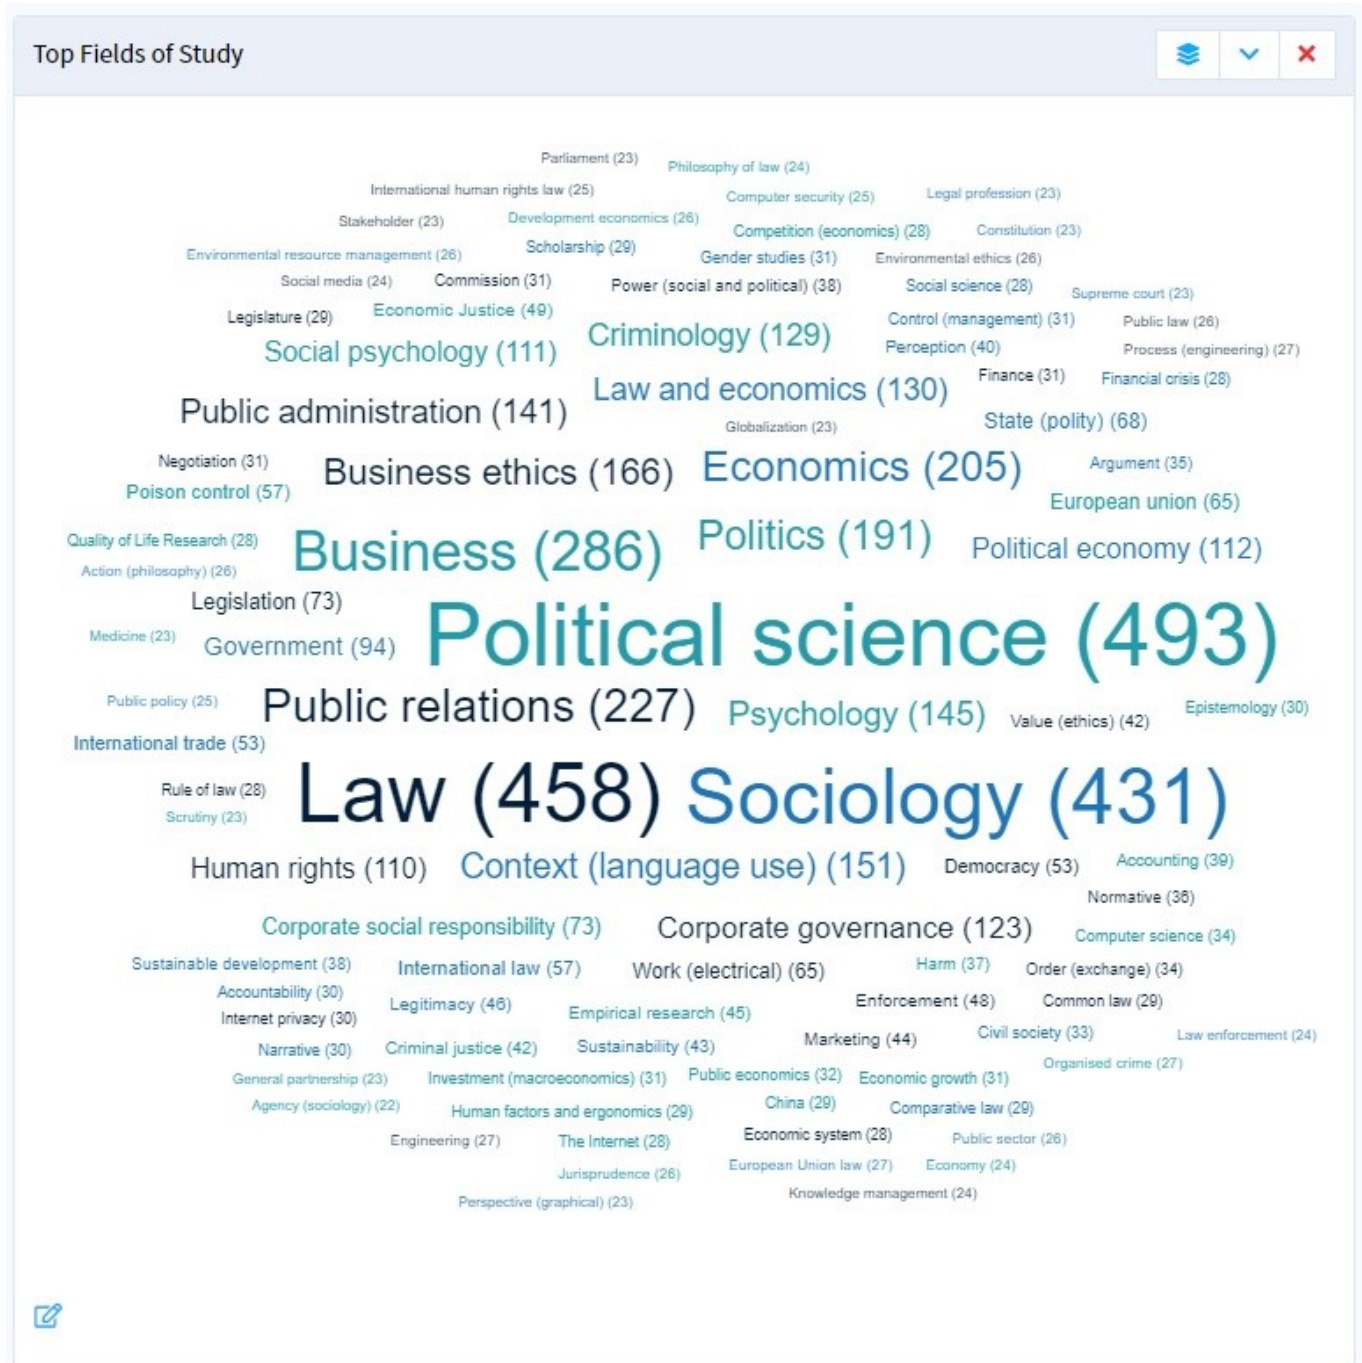 Top Fields of Study
Parliament (23)
Philosophy of law (24)
International human rights law (25)
Computer security (25)
Legal profession (23)
Stakeholder (23)
Development economics (26)
Competition (economics) (28)
Constitution (23)
Environmental resource management (26)
Scholarship (29)
Gender studies (31)
Environmental ethics (26)
Social media (24)
Commission (31)
Power (social and political) (38)
Social science (28)
Supreme court (23)
Legislature (29)
Economic Justice (49)
Criminology (129)
Control (management) (31)
Public law (26)
Social psychology (111)
Perception (40)
Process (engineering) (27)
Law and economics (130)
Finance (31)
Financial crisis (28)
Public administration (141)
Globalization (23)
State (polity) (68)
Negotiation (31)
Business ethics (166)
Economics (205)
Argument (35)
Poison control (57)
European union (65)
Quality of Life Research (28)
Business (286)
Politics (191)
Political economy (112)
Action (philosophy) (26)
Legislation (73)
Political science (493)
Medicine (23)
Government (94)
Public policy (25)
Public relations (227)
Psychology (145)
Value (ethics) (42)
Epistemology (30)
International trade (53)
Rule of law (28)
Law (458)
Sociology (431)
Scrutiny (23)
Human rights (110)
Context (language use) (151)
Democracy (53)
Accounting (39)
Normative (36)
Corporate social responsibility (73)
Corporate governance (123)
Computer science (34)
Sustainable development (38)
International law (57)
Work (electrical) (65)
Harm (37)
Order (exchange) (34)
Accountability (30)
Legitimacy (46)
Empirical research (45)
Enforcement (48)
Common law (29)
Internet privacy (30)
Narrative (30)
Criminal justice (42)
Sustainability (43)
Marketing (44)
Civil society (33)
Law enforcement (24)
General partnership (23)
Investment (macroeconomics) (31)
Public economics (32)
Economic growth (31)
Organised crime (27)
Agency (sociology) (22)
Human factors and ergonomics (29)
China (29)
Comparative law (29)
Engineering (27)
The Internet (28)
Economic system (28)
Public sector (26)
Jurisprudence (26)
European Union law (27)
Economy (24)
Perspective (graphical) (23)
Knowledge management (24)